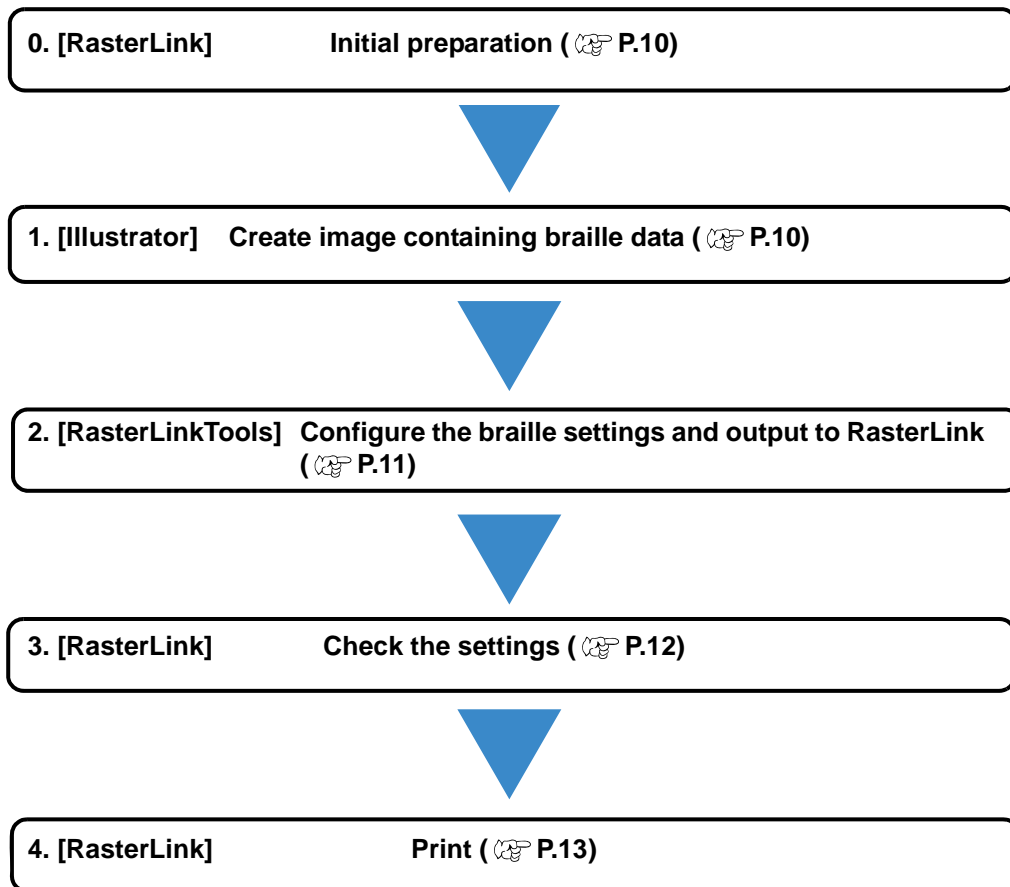 0. [RasterLink] Initial preparation ( ☞ P.10)
1. [Illustrator] Create image containing braille data ( ☞ P.10)
2. [RasterLinkTools] Configure the braille settings and output to RasterLink
( ☞ P.11)
3. [RasterLink] Check the settings ( ☞ P.12)
4. [RasterLink] Print ( ☞ P.13)